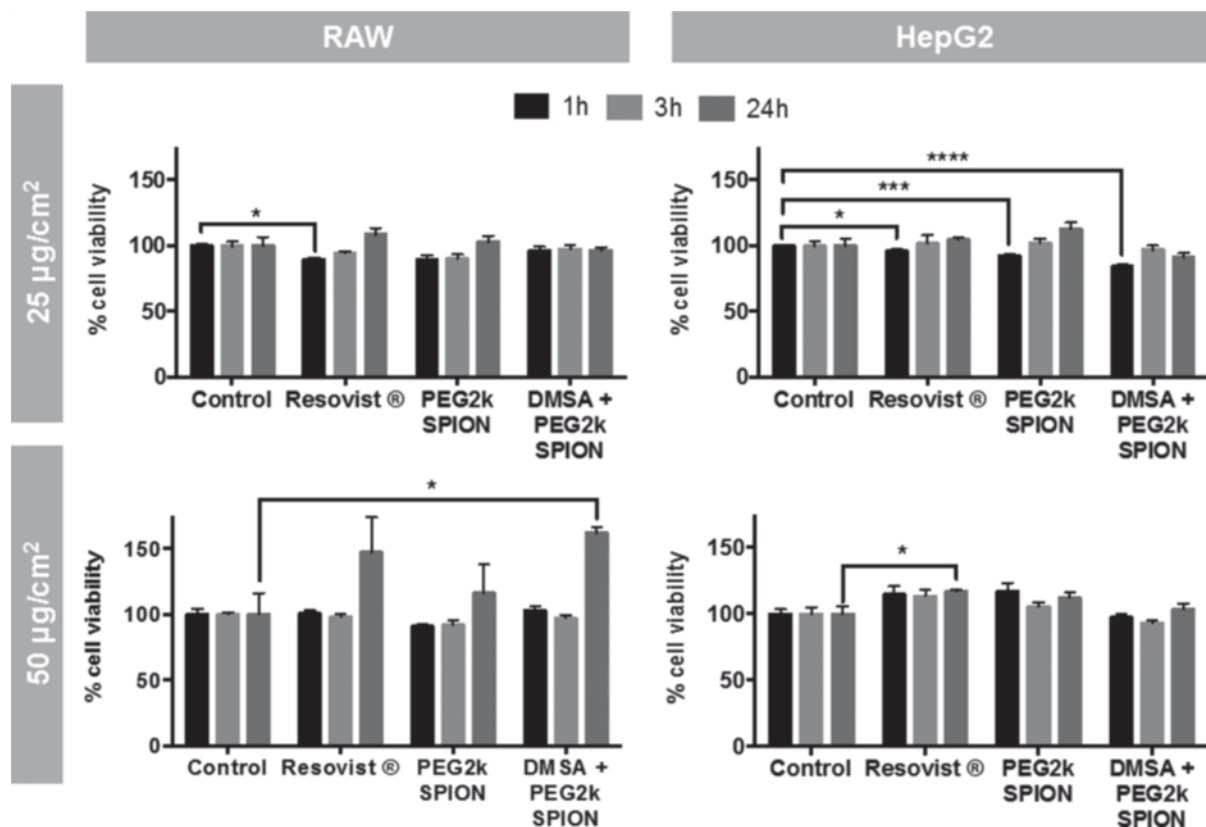 RAW
HepG2
1h 3h 24h
25 µg/cm²
% cell viability
150
100
50
0
*
Control
Resovist ®
PEG2k
SPION
DMSA +
PEG2k
SPION
% cell viability
150
100
50
0
****
***
*
Control
Resovist ®
PEG2k
SPION
DMSA +
PEG2k
SPION
50 µg/cm²
% cell viability
150
100
50
0
*
Control
Resovist ®
PEG2k
SPION
DMSA +
PEG2k
SPION
% cell viability
150
100
50
0
*
Control
Resovist ®
PEG2k
SPION
DMSA +
PEG2k
SPION